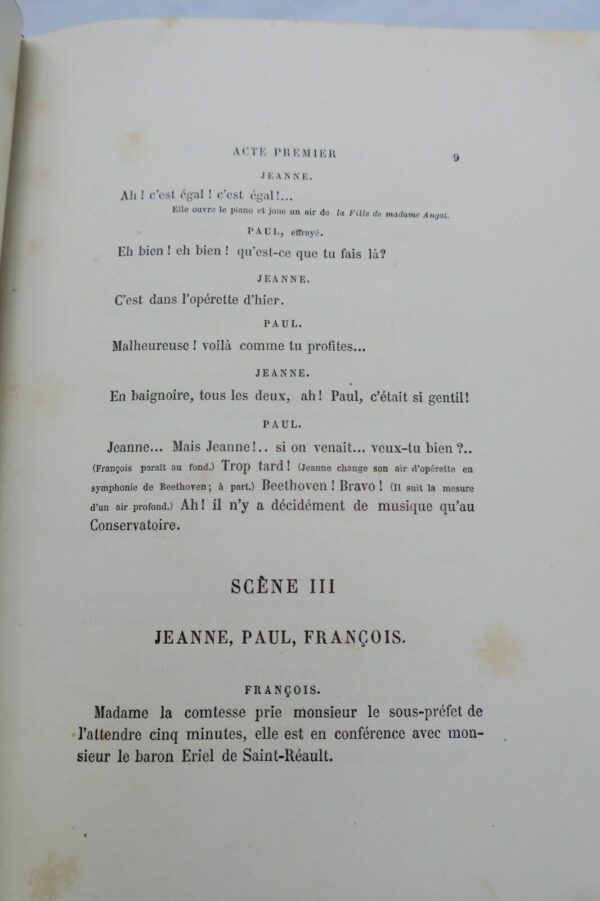 ACTE PREMIER 9
JEANNE.
Ah ! c'est égal ! c'est égal !...
Elle ouvre le piano et joue un air de la Fille de madame Angot.
PAUL, effrayé.
Eh bien ! eh bien ! qu'est-ce que tu fais là?
JEANNE.
C'est dans l'opérette d'hier.
PAUL.
Malheureuse ! voilà comme tu profites...
JEANNE.
En baignoire, tous les deux, ah ! Paul, c'était si gentil!
PAUL.
Jeanne... Mais Jeanne !.. si on venait... veux-tu bien ?..
(François paraît au fond.) Trop tard ! (Jeanne change son air d'opérette en
symphonie de Beethoven ; à part.) Beethoven ! Bravo ! (Il suit la mesure
d'un air profond.) Ah ! il n'y a décidément de musique qu'au
Conservatoire.
SCÈNE III
JEANNE, PAUL, FRANÇOIS.
FRANÇOIS.
Madame la comtesse prie monsieur le sous-préfet de
l'attendre cinq minutes, elle est en conférence avec mon-
sieur le baron Eriel de Saint-Réault.